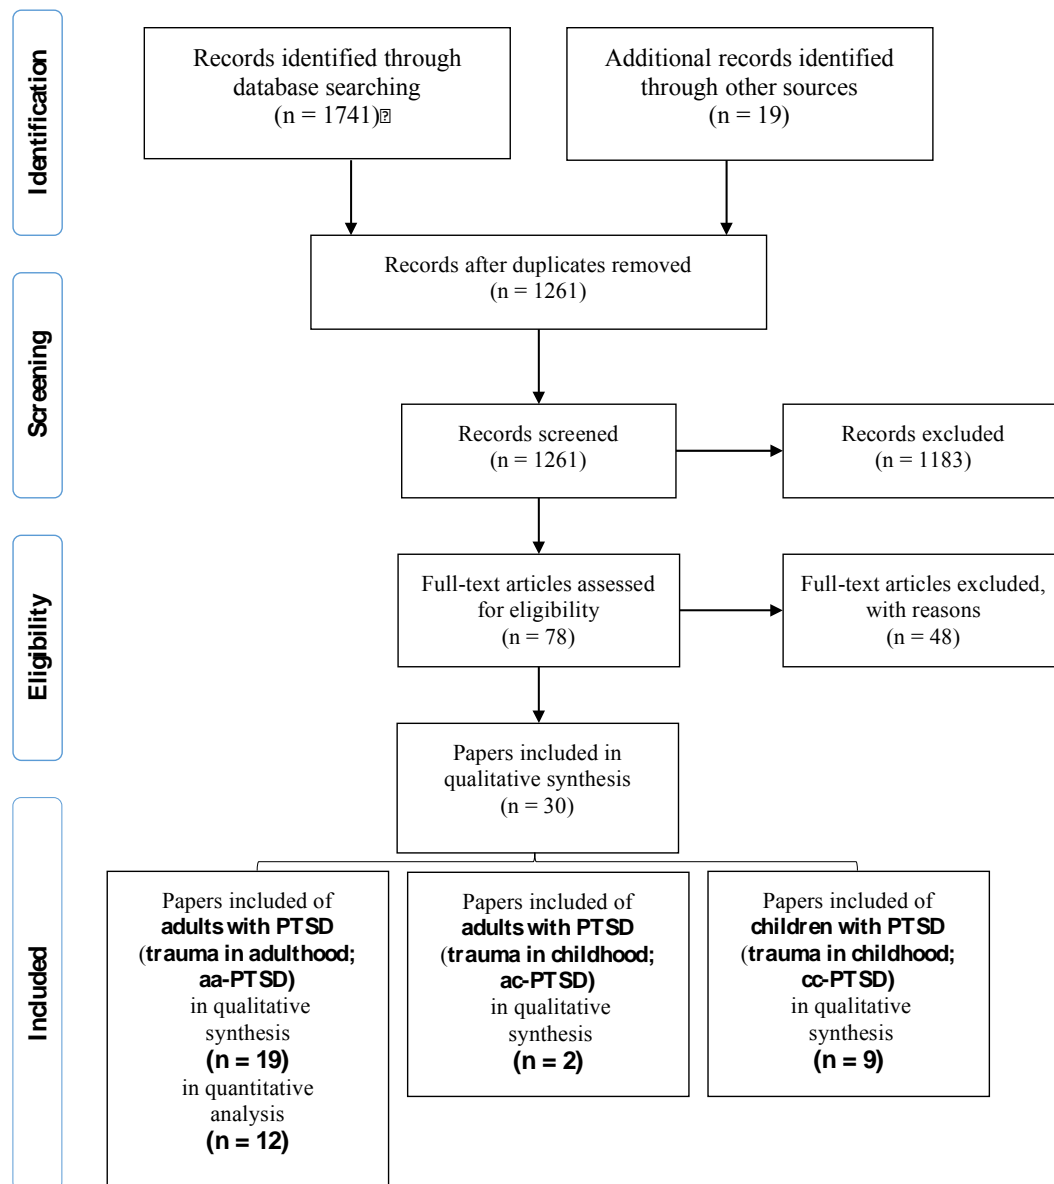 Identification
Records identified through
database searching
(n = 1741)
Additional records identified
through other sources
(n = 19)
Records after duplicates removed
(n = 1261)
Screening
Records screened
(n = 1261)
Records excluded
(n = 1183)
Eligibility
Full-text articles assessed
for eligibility
(n = 78)
Full-text articles excluded,
with reasons
(n = 48)
Papers included in
qualitative synthesis
(n = 30)
Included
Papers included of
adults with PTSD
(trauma in adulthood;
aa-PTSD)
in qualitative
synthesis
(n = 19)
in quantitative
analysis
(n = 12)
Papers included of
adults with PTSD
(trauma in childhood;
ac-PTSD)
in qualitative
synthesis
(n = 2)
Papers included of
children with PTSD
(trauma in childhood;
cc-PTSD)
in qualitative
synthesis
(n = 9)